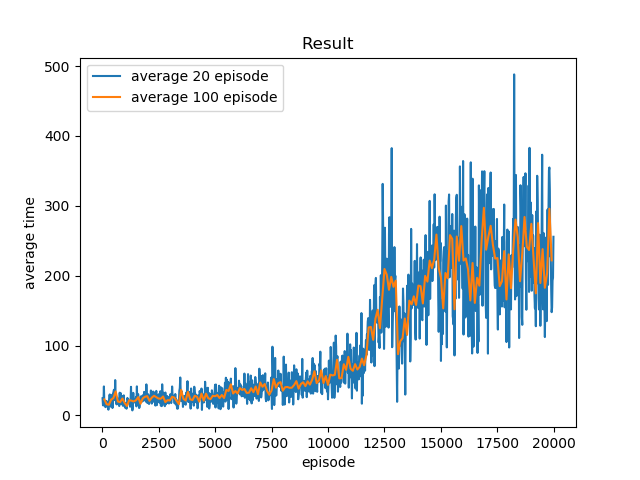 Result
average 20 episode
average 100 episode
average time
500
400
300
200
100
0
0 2500 5000 7500 10000 12500 15000 17500 20000
episode